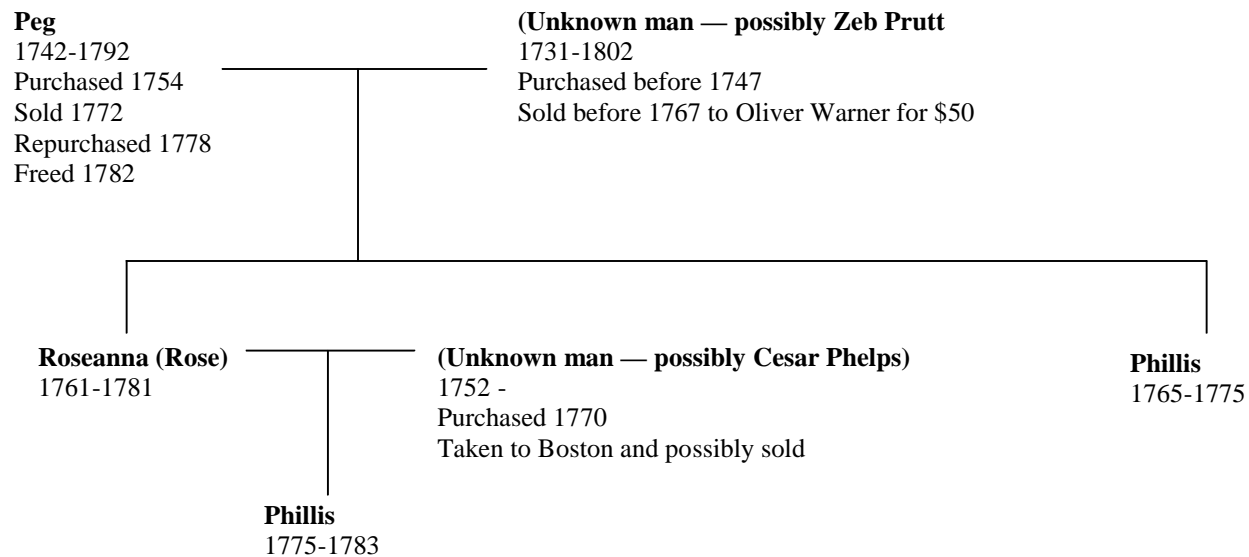 Peg
1742-1792
Purchased 1754
Sold 1772
Repurchased 1778
Freed 1782
(Unknown man — possibly Zeb Prutt
1731-1802
Purchased before 1747
Sold before 1767 to Oliver Warner for $50
Roseanna (Rose)
1761-1781
(Unknown man — possibly Cesar Phelps)
1752 -
Purchased 1770
Taken to Boston and possibly sold
Phillis
1765-1775
Phillis
1775-1783